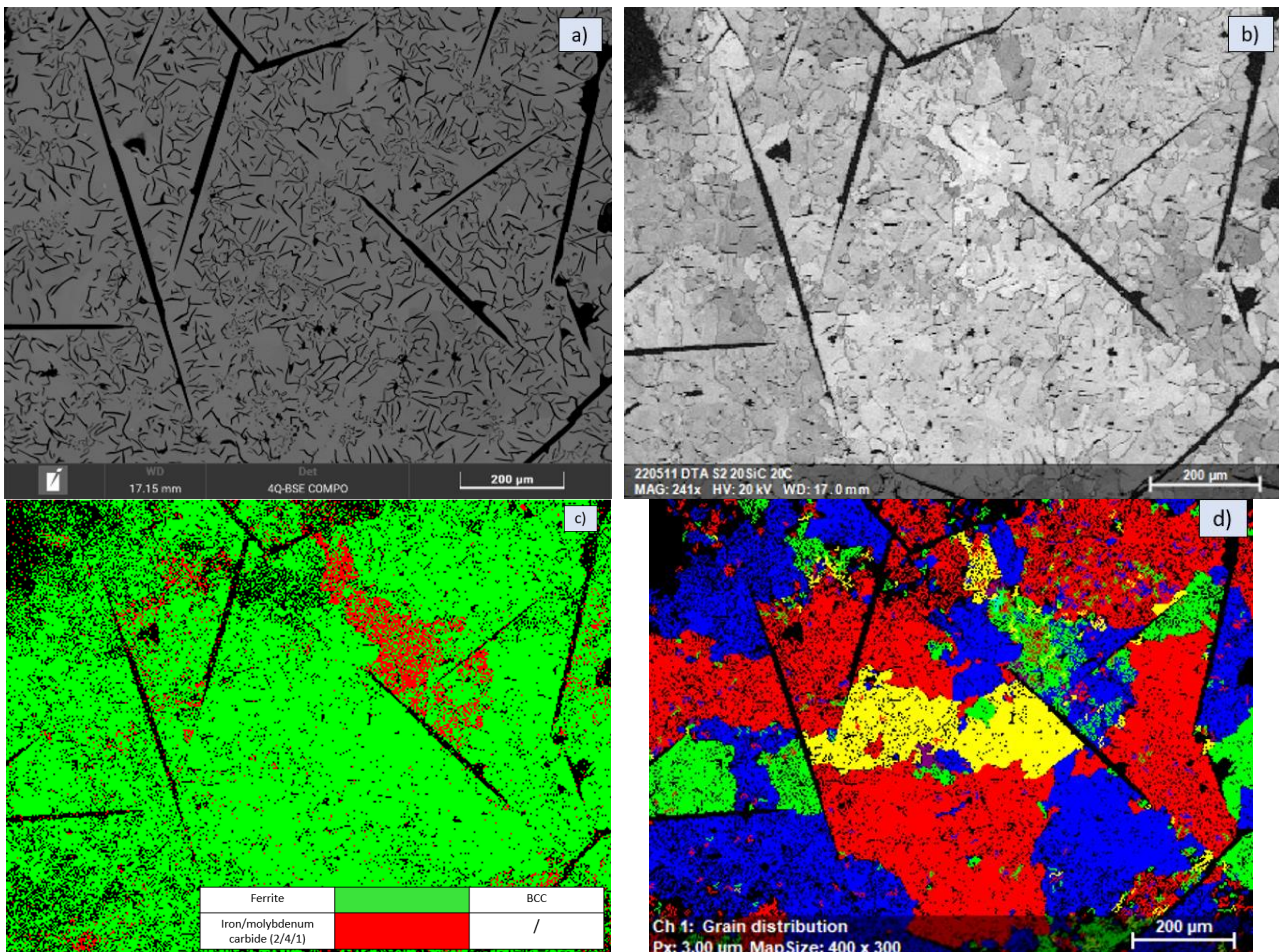 a)
WD
Det
200 µm
17.15 mm
4Q-BSE COMPO
b)
220511 DTA S2 20SiC 20C
MAG: 241x HV: 20 kV WD: 17.0 mm
200 µm
c)
Ferrite
BCC
Iron/molybdenum
carbide (2/4/1)
/
d)
Ch 1: Grain distribution
Px: 3.00 µm MapSize: 400 x 300
200 µm